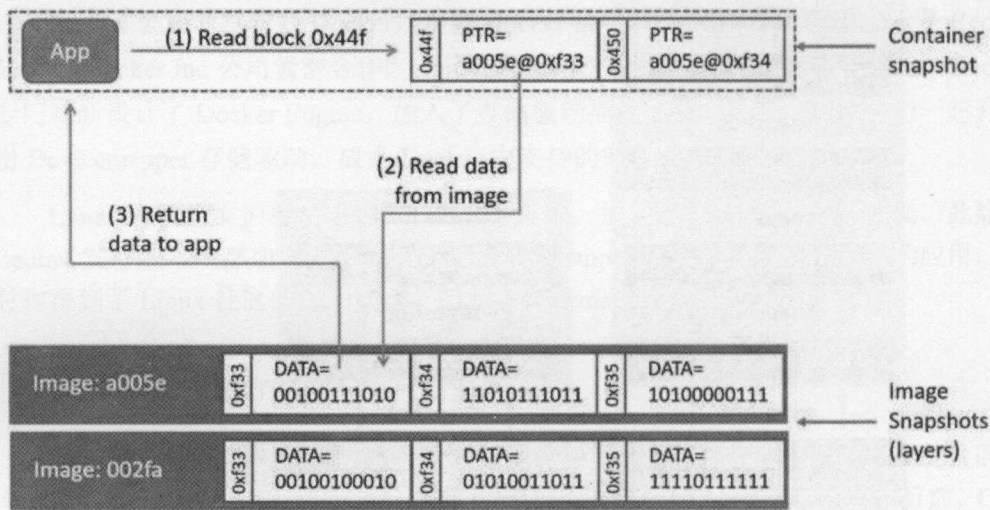 App
(1) Read block 0x44f
0x44f
PTR=
a005e@0xf33
0x450
PTR=
a005e@0xf34
Container
snapshot
(2) Read data
from image
(3) Return
data to app
Image: a005e
0xf33
DATA=
00100111010
0xf34
DATA=
11010111011
0xf35
DATA=
10100000111
Image
Snapshots
(layers)
Image: 002fa
0xf33
DATA=
00100100010
0xf34
DATA=
01010011011
0xf35
DATA=
11110111111